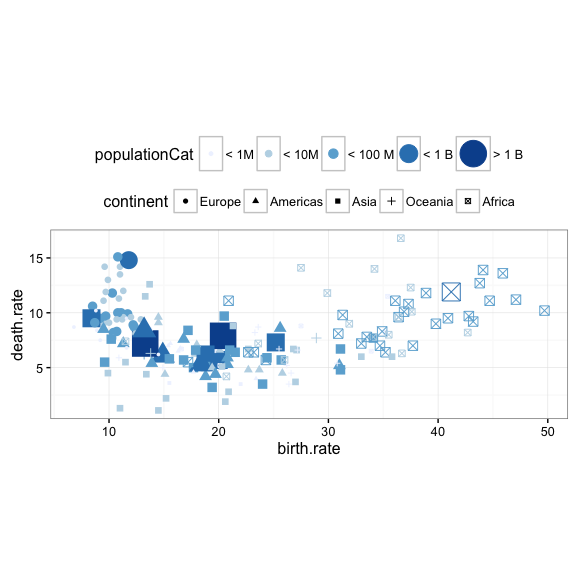 populationCat < 1M < 10M < 100 M < 1 B > 1 B
continent Europe Americas Asia Oceania Africa
death.rate
15
10
5
10 20 30 40 50
birth.rate